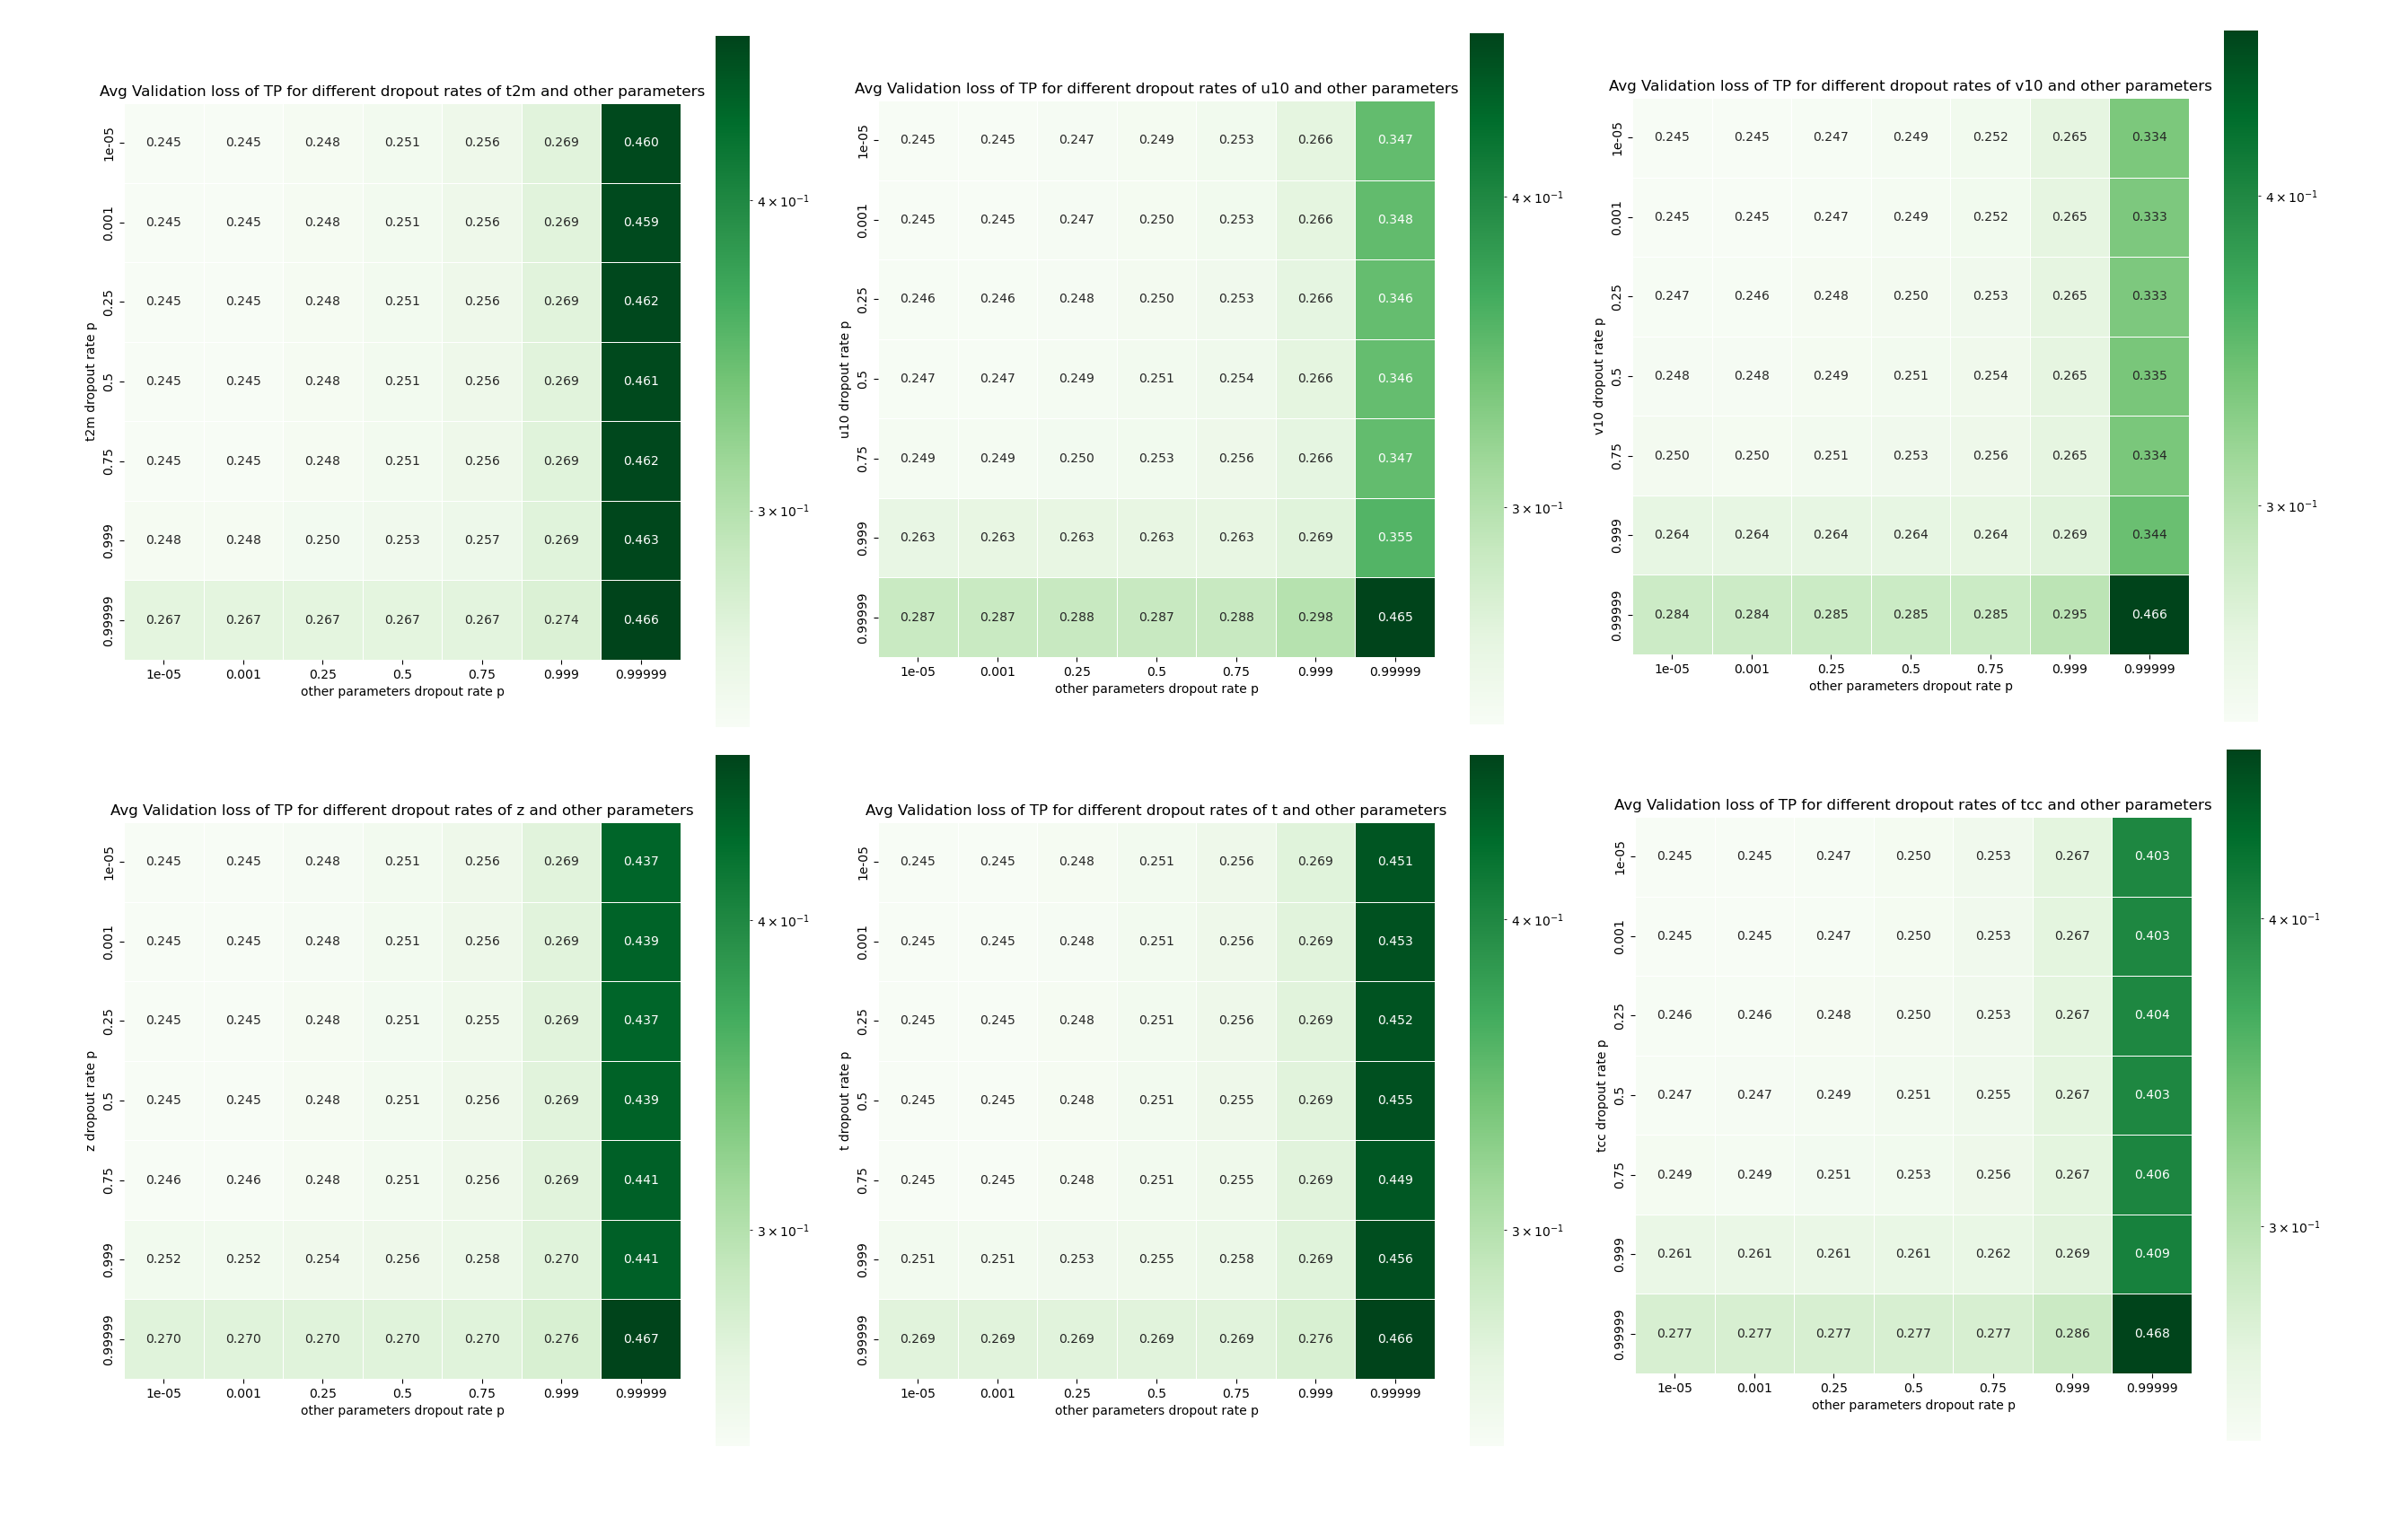 Avg Validation loss of TP for different dropout rates of t2m and other parameters
t2m dropout rate p
1e-05 0.245 0.245 0.248 0.251 0.256 0.269 0.460
0.001 0.245 0.245 0.248 0.251 0.256 0.269 0.459
0.25 0.245 0.245 0.248 0.251 0.256 0.269 0.462
0.5 0.245 0.245 0.248 0.251 0.256 0.269 0.461
0.75 0.245 0.245 0.248 0.251 0.256 0.269 0.462
0.999 0.248 0.248 0.250 0.253 0.257 0.269 0.463
0.99999 0.267 0.267 0.267 0.267 0.267 0.274 0.466
1e-05 0.001 0.25 0.5 0.75 0.999 0.99999
other parameters dropout rate p
4 × 10⁻¹
3 × 10⁻¹
Avg Validation loss of TP for different dropout rates of u10 and other parameters
u10 dropout rate p
1e-05 0.245 0.245 0.247 0.249 0.253 0.266 0.347
0.001 0.245 0.245 0.247 0.250 0.253 0.266 0.348
0.25 0.246 0.246 0.248 0.250 0.253 0.266 0.346
0.5 0.247 0.247 0.249 0.251 0.254 0.266 0.346
0.75 0.249 0.249 0.250 0.253 0.256 0.266 0.347
0.999 0.263 0.263 0.263 0.263 0.263 0.269 0.355
0.99999 0.287 0.287 0.288 0.287 0.288 0.298 0.465
1e-05 0.001 0.25 0.5 0.75 0.999 0.99999
other parameters dropout rate p
4 × 10⁻¹
3 × 10⁻¹
Avg Validation loss of TP for different dropout rates of v10 and other parameters
v10 dropout rate p
1e-05 0.245 0.245 0.247 0.249 0.252 0.265 0.334
0.001 0.245 0.245 0.247 0.249 0.252 0.265 0.333
0.25 0.247 0.246 0.248 0.250 0.253 0.265 0.333
0.5 0.248 0.248 0.249 0.251 0.254 0.265 0.335
0.75 0.250 0.250 0.251 0.253 0.256 0.265 0.334
0.999 0.264 0.264 0.264 0.264 0.264 0.269 0.344
0.99999 0.284 0.284 0.285 0.285 0.285 0.295 0.466
1e-05 0.001 0.25 0.5 0.75 0.999 0.99999
other parameters dropout rate p
4 × 10⁻¹
3 × 10⁻¹
Avg Validation loss of TP for different dropout rates of z and other parameters
z dropout rate p
1e-05 0.245 0.245 0.248 0.251 0.256 0.269 0.437
0.001 0.245 0.245 0.248 0.251 0.256 0.269 0.439
0.25 0.245 0.245 0.248 0.251 0.255 0.269 0.437
0.5 0.245 0.245 0.248 0.251 0.256 0.269 0.439
0.75 0.246 0.246 0.248 0.251 0.256 0.269 0.441
0.999 0.252 0.252 0.254 0.256 0.258 0.270 0.441
0.99999 0.270 0.270 0.270 0.270 0.270 0.276 0.467
1e-05 0.001 0.25 0.5 0.75 0.999 0.99999
other parameters dropout rate p
4 × 10⁻¹
3 × 10⁻¹
Avg Validation loss of TP for different dropout rates of t and other parameters
t dropout rate p
1e-05 0.245 0.245 0.248 0.251 0.256 0.269 0.451
0.001 0.245 0.245 0.248 0.251 0.256 0.269 0.453
0.25 0.245 0.245 0.248 0.251 0.256 0.269 0.452
0.5 0.245 0.245 0.248 0.251 0.255 0.269 0.455
0.75 0.245 0.245 0.248 0.251 0.255 0.269 0.449
0.999 0.251 0.251 0.253 0.255 0.258 0.269 0.456
0.99999 0.269 0.269 0.269 0.269 0.269 0.276 0.466
1e-05 0.001 0.25 0.5 0.75 0.999 0.99999
other parameters dropout rate p
4 × 10⁻¹
3 × 10⁻¹
Avg Validation loss of TP for different dropout rates of tcc and other parameters
tcc dropout rate p
1e-05 0.245 0.245 0.247 0.250 0.253 0.267 0.403
0.001 0.245 0.245 0.247 0.250 0.253 0.267 0.403
0.25 0.246 0.246 0.248 0.250 0.253 0.267 0.404
0.5 0.247 0.247 0.249 0.251 0.255 0.267 0.403
0.75 0.249 0.249 0.251 0.253 0.256 0.267 0.406
0.999 0.261 0.261 0.261 0.261 0.262 0.269 0.409
0.99999 0.277 0.277 0.277 0.277 0.277 0.286 0.468
1e-05 0.001 0.25 0.5 0.75 0.999 0.99999
other parameters dropout rate p
4 × 10⁻¹
3 × 10⁻¹